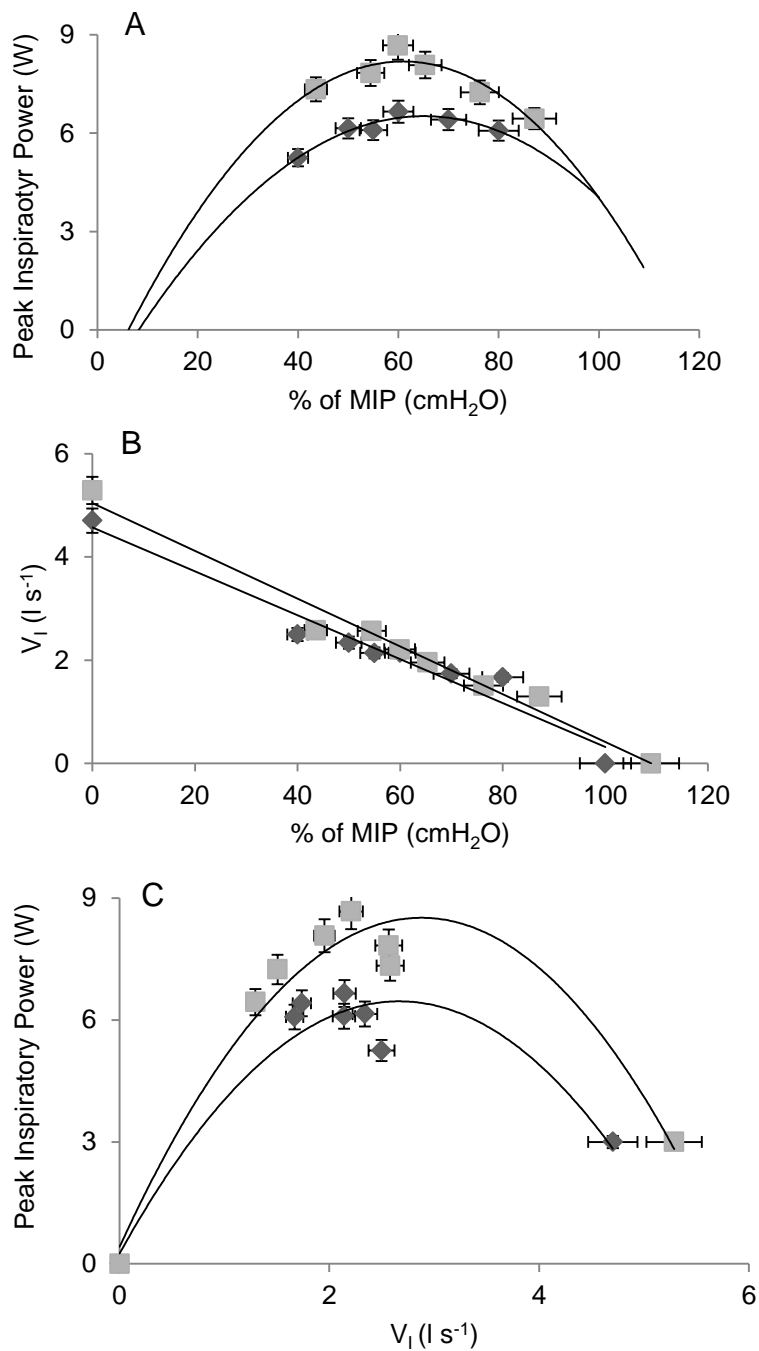 A
Peak Inspiraotyr Power (W)
9
6
3
0
0 20 40 60 80 100 120
% of MIP (cmH₂O)
B
V_I (l s⁻¹)
6
4
2
0
0 20 40 60 80 100 120
% of MIP (cmH₂O)
C
Peak Inspiratory Power (W)
9
6
3
0
0 2 4 6
V_I (l s⁻¹)